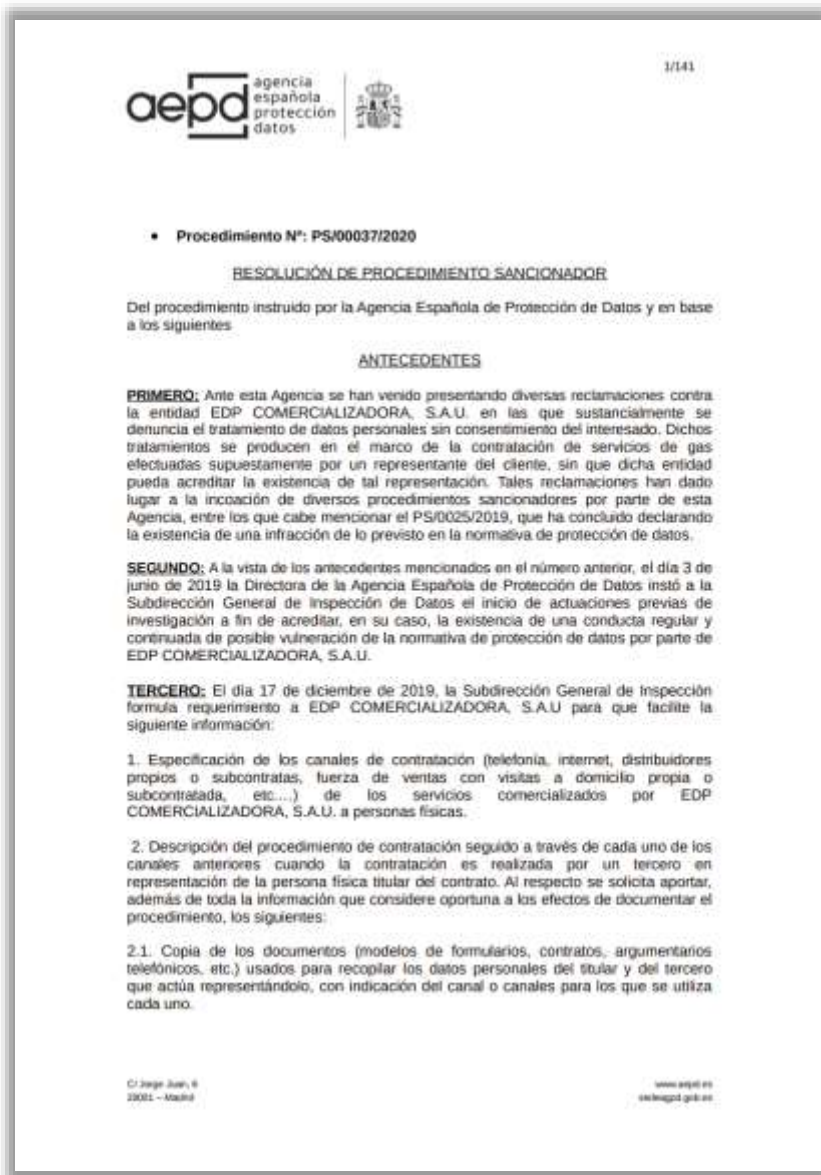 1/141
aepd agencia
española
protección
datos
• Procedimiento Nº: PS/00037/2020
RESOLUCIÓN DE PROCEDIMIENTO SANCIONADOR
Del procedimiento instruido por la Agencia Española de Protección de Datos y en base
a los siguientes
ANTECEDENTES
PRIMERO: Ante esta Agencia se han venido presentando diversas reclamaciones contra
la entidad EDP COMERCIALIZADORA, S.A.U. en las que sustancialmente se
denuncia el tratamiento de datos personales sin consentimiento del interesado. Dichos
tratamientos se producen en el marco de la contratación de servicios de gas
efectuadas supuestamente por un representante del cliente, sin que dicha entidad
pueda acreditar la existencia de tal representación. Tales reclamaciones han dado
lugar a la incoación de diversos procedimientos sancionadores por parte de esta
Agencia, entre los que cabe mencionar el PS/0025/2019, que ha concluido declarando
la existencia de una infracción de lo previsto en la normativa de protección de datos.
SEGUNDO: A la vista de los antecedentes mencionados en el número anterior, el día 3 de
junio de 2019 la Directora de la Agencia Española de Protección de Datos instó a la
Subdirección General de Inspección de Datos el inicio de actuaciones previas de
investigación a fin de acreditar, en su caso, la existencia de una conducta regular y
continuada de posible vulneración de la normativa de protección de datos por parte de
EDP COMERCIALIZADORA, S.A.U.
TERCERO: El día 17 de diciembre de 2019, la Subdirección General de Inspección
formula requerimiento a EDP COMERCIALIZADORA, S.A.U para que facilite la
siguiente información:
1. Especificación de los canales de contratación (telefonía, internet, distribuidores
propios o subcontratas, fuerza de ventas con visitas a domicilio propia o
subcontratada, etc....) de los servicios comercializados por EDP
COMERCIALIZADORA, S.A.U. a personas físicas.
2. Descripción del procedimiento de contratación seguido a través de cada uno de los
canales anteriores cuando la contratación es realizada por un tercero en
representación de la persona física titular del contrato. Al respecto se solicita aportar,
además de toda la información que considere oportuna a los efectos de documentar el
procedimiento, los siguientes:
2.1. Copia de los documentos (modelos de formularios, contratos, argumentarios
telefónicos, etc.) usados para recopilar los datos personales del titular y del tercero
que actúa representándolo, con indicación del canal o canales para los que se utiliza
cada uno.
C/ Jorge Juan, 6
28001 – Madrid
www.aepd.es
sedeagpd.gob.es